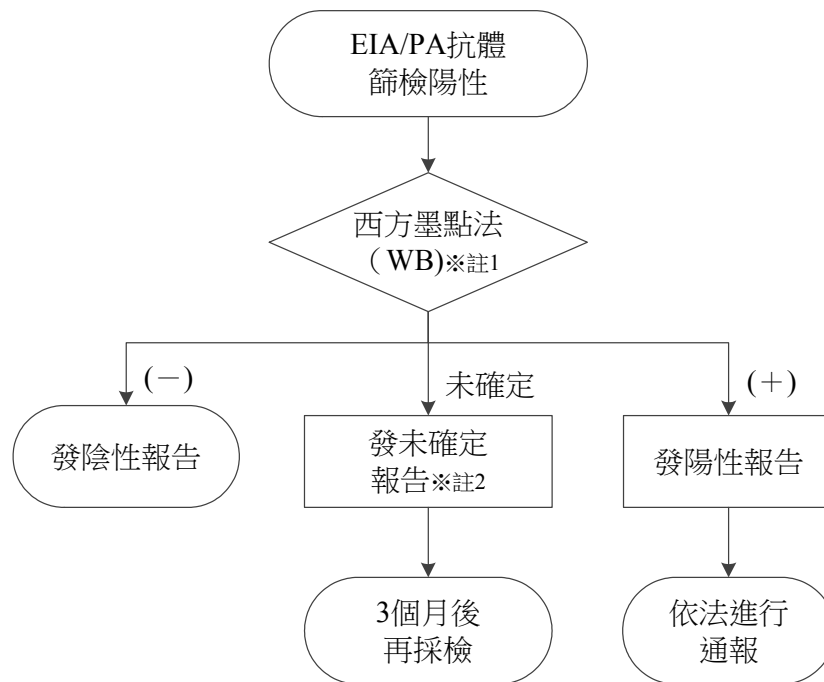 EIA/PA抗體
篩檢陽性
西方墨點法
（WB)※註1
(－)
未確定
(＋)
發陰性報告
發未確定
報告※註2
發陽性報告
3個月後
再採檢
依法進行
通報